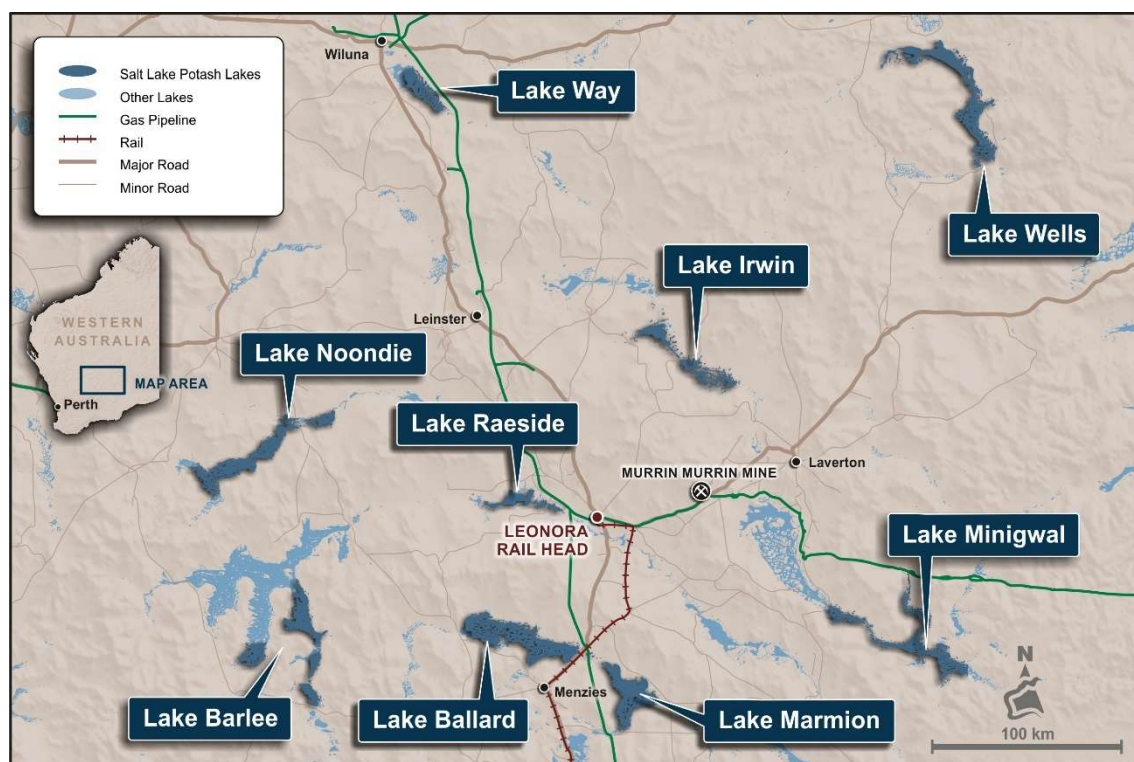 Salt Lake Potash Lakes
Other Lakes
Gas Pipeline
Rail
Major Road
Minor Road
Wiluna
Lake Way
Lake Wells
Lake Irwin
Leinster
WESTERN
AUSTRALIA
MAP AREA
Perth
Lake Noondie
Lake Raeside
Laverton
MURRIN MURRIN MINE
LEONORA
RAIL HEAD
Lake Minigwal
Lake Barlee
Lake Ballard
Menzies
Lake Marmion
N
100 km